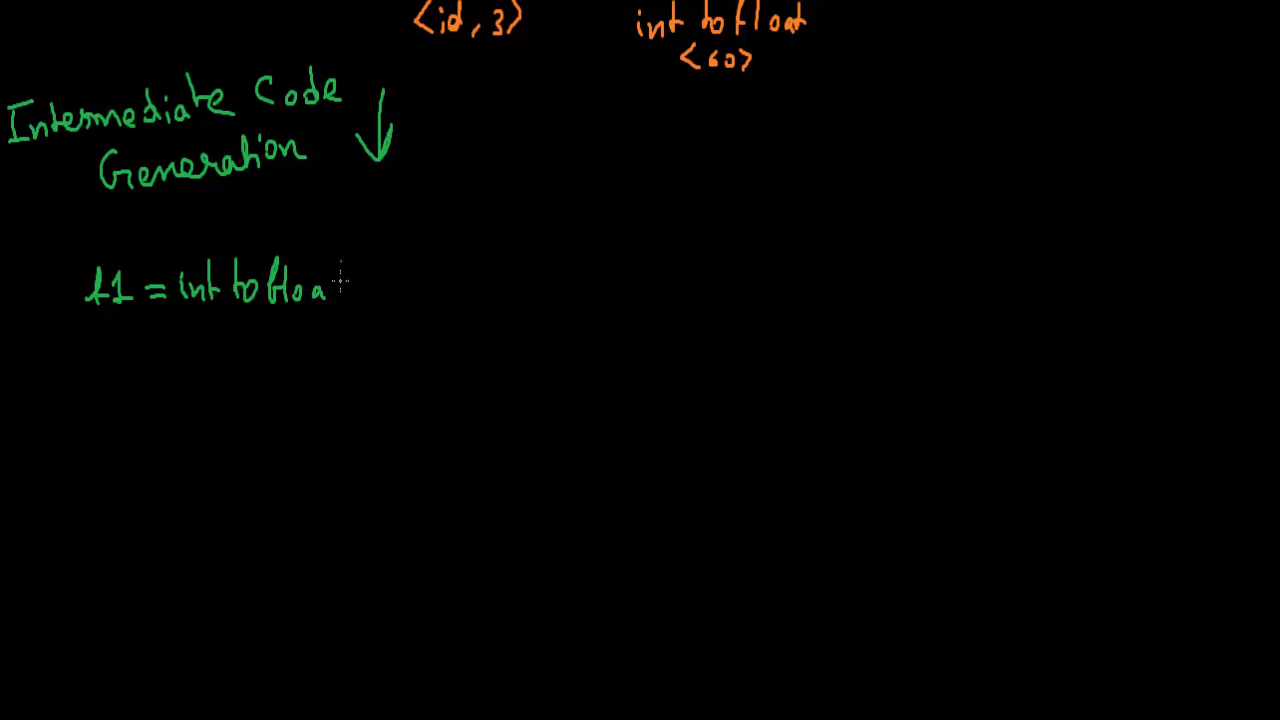 <id, 3> int to float
<60>
Intermediate Code
Generation
t1 = int to floa